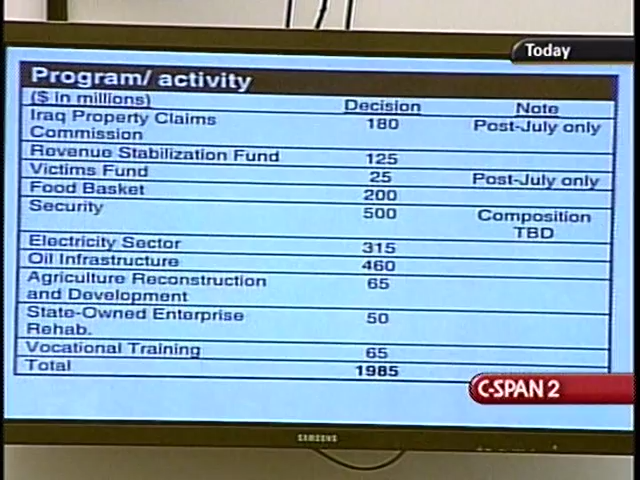 Today
Program/ activity
($ in millions) Decision Note
Iraq Property Claims 180 Post-July only
Commission
Revenue Stabilization Fund 125
Victims Fund 25 Post-July only
Food Basket 200
Security 500 Composition
TBD
Electricity Sector 315
Oil Infrastructure 460
Agriculture Reconstruction 65
and Development
State-Owned Enterprise 50
Rehab.
Vocational Training 65
Total 1985
C-SPAN 2
SAMSUNG